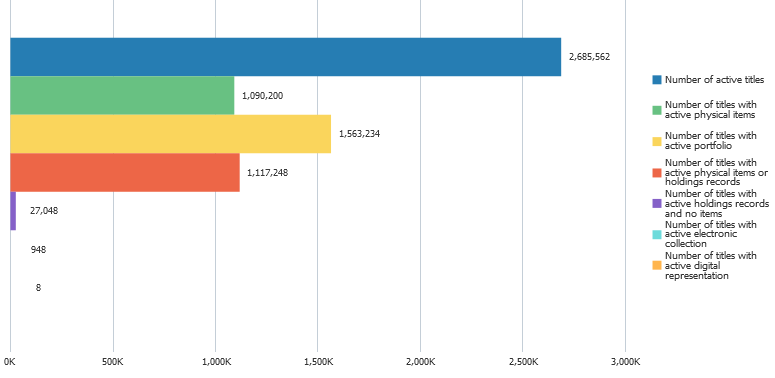 2,685,562
1,090,200
1,563,234
1,117,248
27,048
948
8
0K 500K 1,000K 1,500K 2,000K 2,500K 3,000K
Number of active titles
Number of titles with
active physical items
Number of titles with
active portfolio
Number of titles with
active physical items or
holdings records
Number of titles with
active holdings records
and no items
Number of titles with
active electronic
collection
Number of titles with
active digital
representation